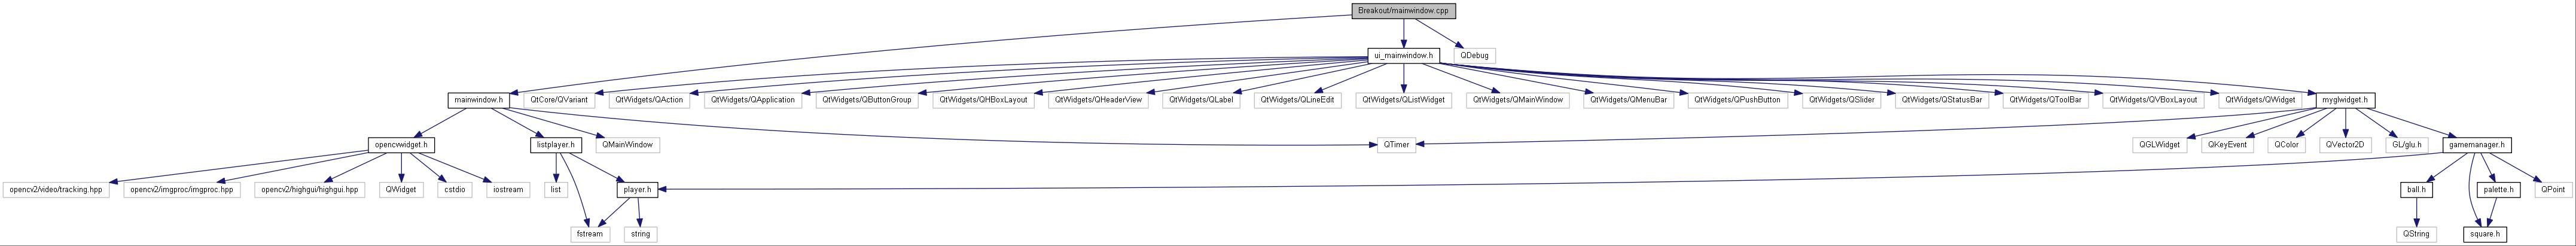 Breakout/mainwindow.cpp
ui_mainwindow.h
QDebug
mainwindow.h
QtCore/QVariant
QtWidgets/QAction
QtWidgets/QApplication
QtWidgets/QButtonGroup
QtWidgets/QHBoxLayout
QtWidgets/QHeaderView
QtWidgets/QLabel
QtWidgets/QLineEdit
QtWidgets/QListWidget
QtWidgets/QMainWindow
QtWidgets/QMenuBar
QtWidgets/QPushButton
QtWidgets/QSlider
QtWidgets/QStatusBar
QtWidgets/QToolBar
QtWidgets/QVBoxLayout
QtWidgets/QWidget
myglwidget.h
opencvwidget.h
listplayer.h
QMainWindow
QTimer
QGLWidget
QKeyEvent
QColor
QVector2D
GL/glu.h
gamemanager.h
opencv2/video/tracking.hpp
opencv2/imgproc/imgproc.hpp
opencv2/highgui/highgui.hpp
QWidget
cstdio
iostream
list
player.h
ball.h
palette.h
QPoint
fstream
string
QString
square.h